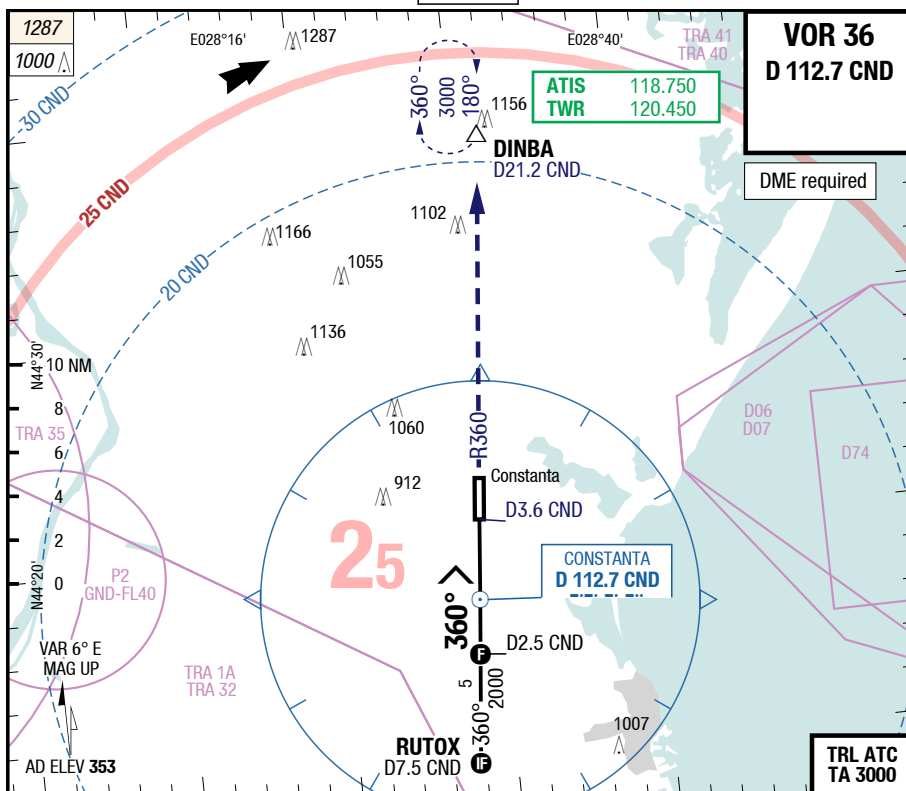 1287
1000
E028°16'
1287
E028°40'
TRA 41
TRA 40
VOR 36
D 112.7 CND
30 CND
360°
3000
180°
1156
ATIS 118.750
TWR 120.450
DINBA
D21.2 CND
DME required
25 CND
20 CND
1166
1102
1055
1136
N44°30'
10 NM
8
6
4
2
0
TRA 35
1060
R360
D06
D07
D74
912
Constanta
D3.6 CND
25
CONSTANTA
D 112.7 CND
N44°20'
P2
GND-FL40
360°
D2.5 CND
F
VAR 6° E
MAG UP
TRA 1A
TRA 32
5
2000
360°
1007
RUTOX
D7.5 CND
IF
AD ELEV 353
TRL ATC
TA 3000